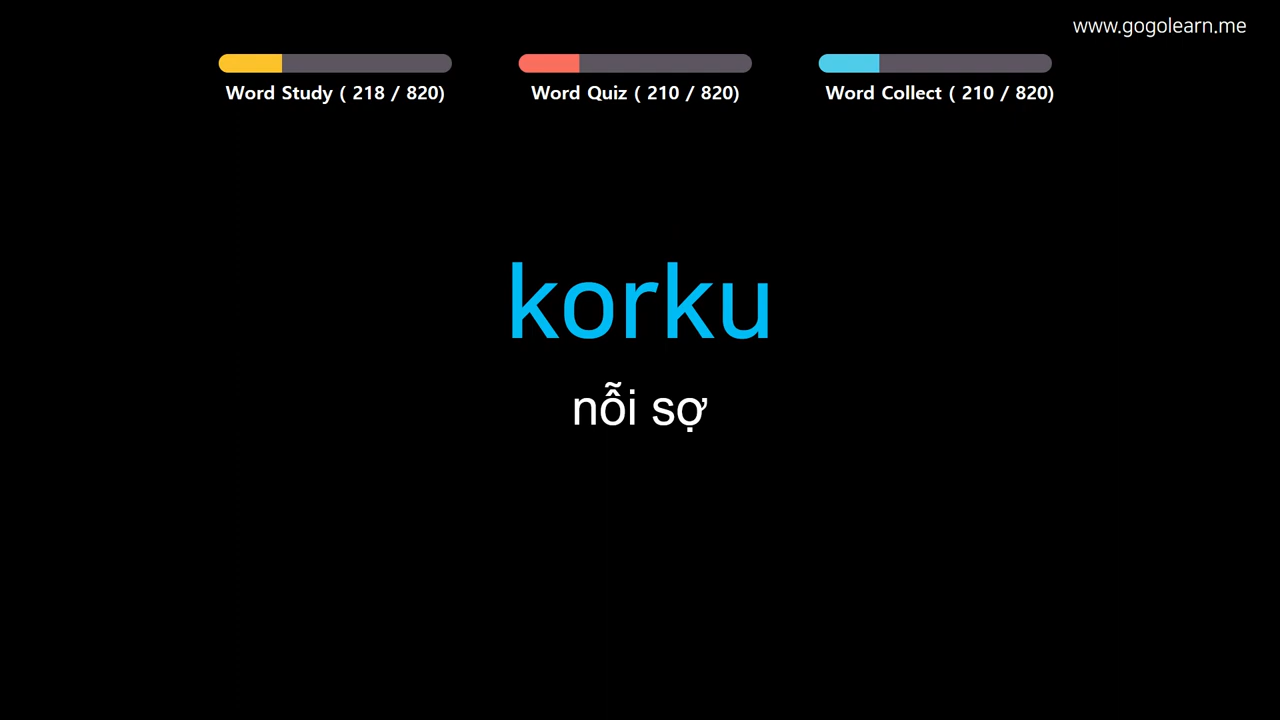 www.gogolearn.me
Word Study ( 218 / 820)
Word Quiz ( 210 / 820)
Word Collect ( 210 / 820)
korku
nỗi sợ